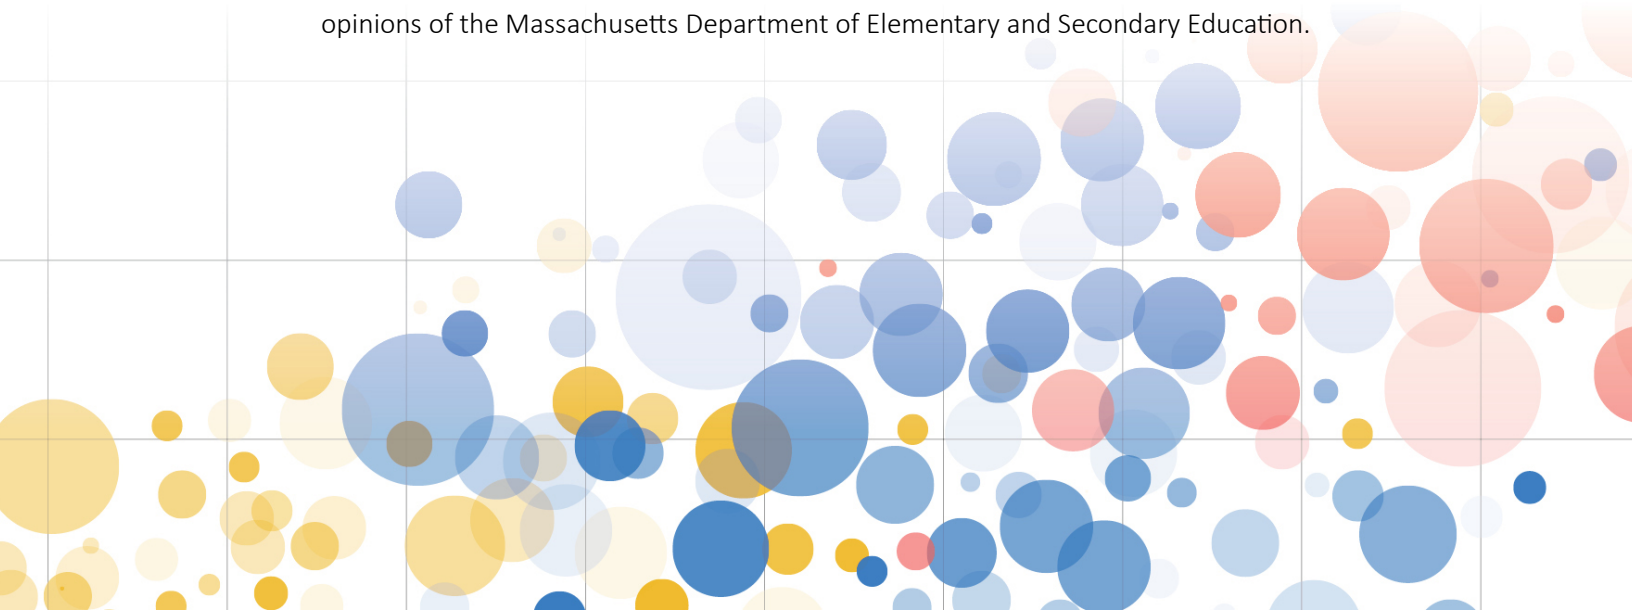 opinions of the Massachusetts Department of Elementary and Secondary Education.